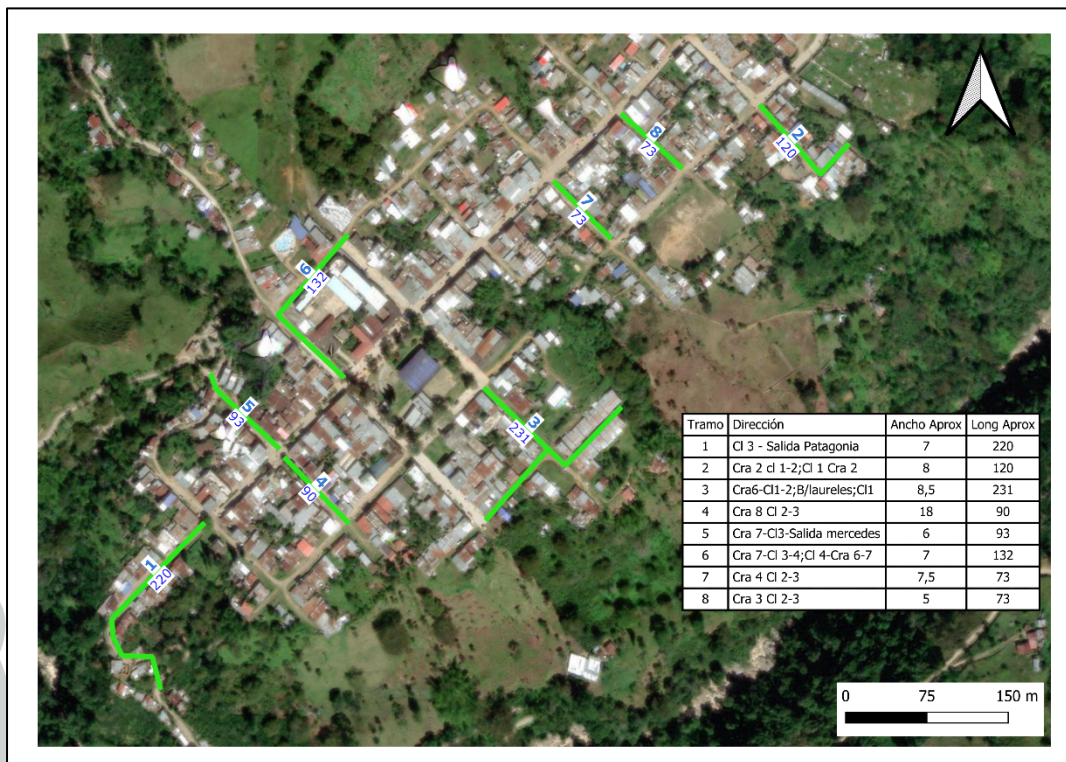 8
73
2
120
7
73
6
132
3
231
5
93
4
90
1
220
Tramo Dirección Ancho Aprox Long Aprox
1 Cl 3 - Salida Patagonia 7 220
2 Cra 2 cl 1-2;Cl 1 Cra 2 8 120
3 Cra6-Cl1-2;B/laureles;Cl1 8,5 231
4 Cra 8 Cl 2-3 18 90
5 Cra 7-Cl3-Salida mercedes 6 93
6 Cra 7-Cl 3-4;Cl 4-Cra 6-7 7 132
7 Cra 4 Cl 2-3 7,5 73
8 Cra 3 Cl 2-3 5 73
0 75 150 m